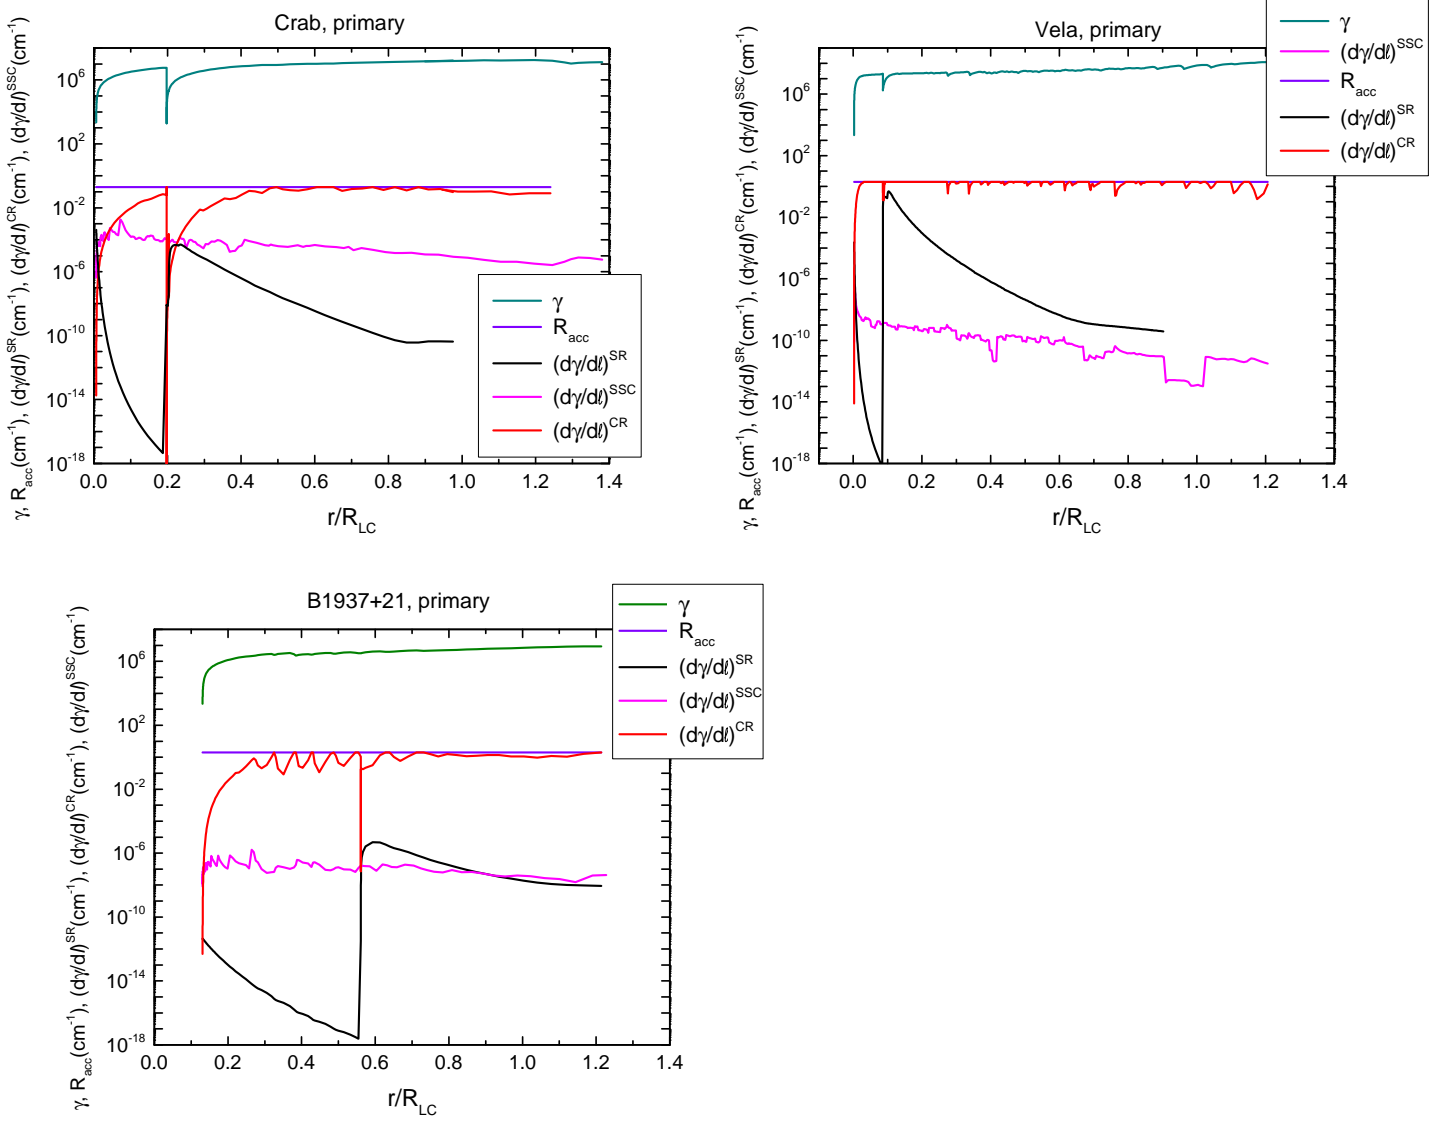 Crab, primary
γ, R_acc(cm^-1), (dγ/dℓ)^SR(cm^-1), (dγ/dℓ)^CR(cm^-1), (dγ/dℓ)^SSC(cm^-1)
10^6
10^2
10^-2
10^-6
10^-10
10^-14
10^-18
0.0 0.2 0.4 0.6 0.8 1.0 1.2 1.4
r/R_LC
γ
R_acc
(dγ/dℓ)^SR
(dγ/dℓ)^SSC
(dγ/dℓ)^CR
Vela, primary
γ, R_acc(cm^-1), (dγ/dℓ)^SR(cm^-1), (dγ/dℓ)^CR(cm^-1), (dγ/dℓ)^SSC(cm^-1)
10^6
10^2
10^-2
10^-6
10^-10
10^-14
10^-18
0.0 0.2 0.4 0.6 0.8 1.0 1.2 1.4
r/R_LC
γ
(dγ/dℓ)^SSC
R_acc
(dγ/dℓ)^SR
(dγ/dℓ)^CR
B1937+21, primary
γ, R_acc(cm^-1), (dγ/dℓ)^SR(cm^-1), (dγ/dℓ)^CR(cm^-1), (dγ/dℓ)^SSC(cm^-1)
10^6
10^2
10^-2
10^-6
10^-10
10^-14
10^-18
0.0 0.2 0.4 0.6 0.8 1.0 1.2 1.4
r/R_LC
γ
R_acc
(dγ/dℓ)^SR
(dγ/dℓ)^SSC
(dγ/dℓ)^CR